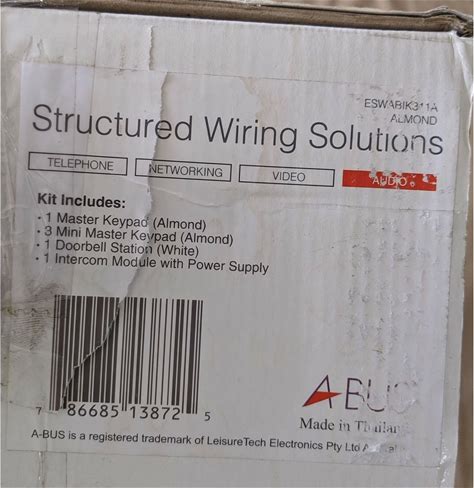 ESWABIK311A
ALMOND
Structured Wiring Solutions
TELEPHONE NETWORKING VIDEO AUDIO
Kit Includes:
· 1 Master Keypad (Almond)
· 3 Mini Master Keypad (Almond)
· 1 Doorbell Station (White)
· 1 Intercom Module with Power Supply
7 86685 13872 5
A-BUS
Made in Thailand
A-BUS is a registered trademark of LeisureTech Electronics Pty Ltd